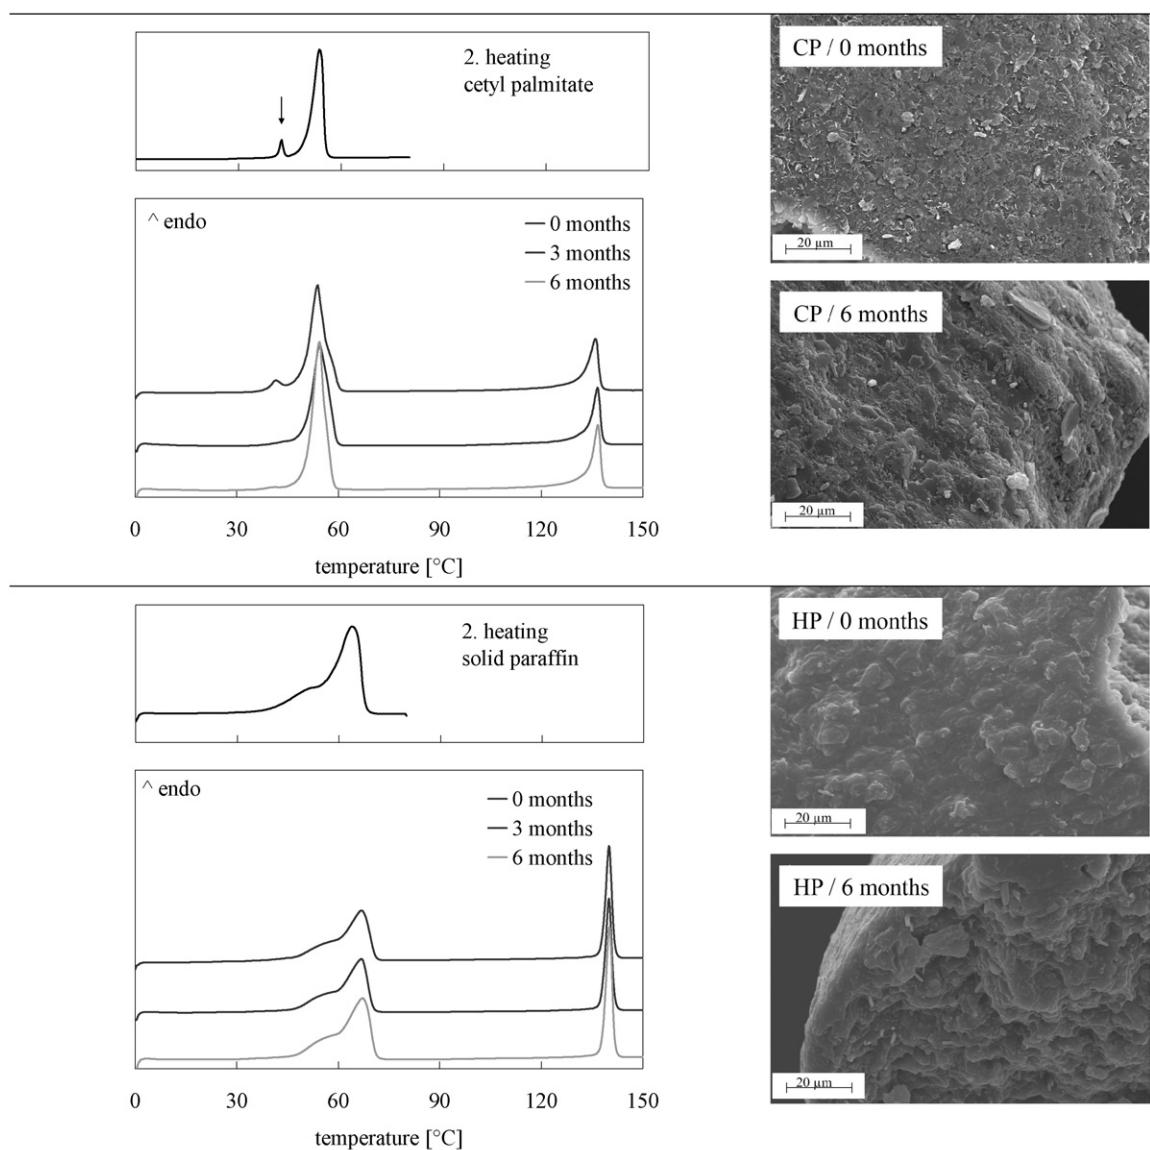 2. heating
cetyl palmitate
^ endo
0 months
3 months
6 months
0 30 60 90 120 150
temperature [°C]
CP / 0 months
20 µm
CP / 6 months
20 µm
2. heating
solid paraffin
^ endo
0 months
3 months
6 months
0 30 60 90 120 150
temperature [°C]
HP / 0 months
20 µm
HP / 6 months
20 µm